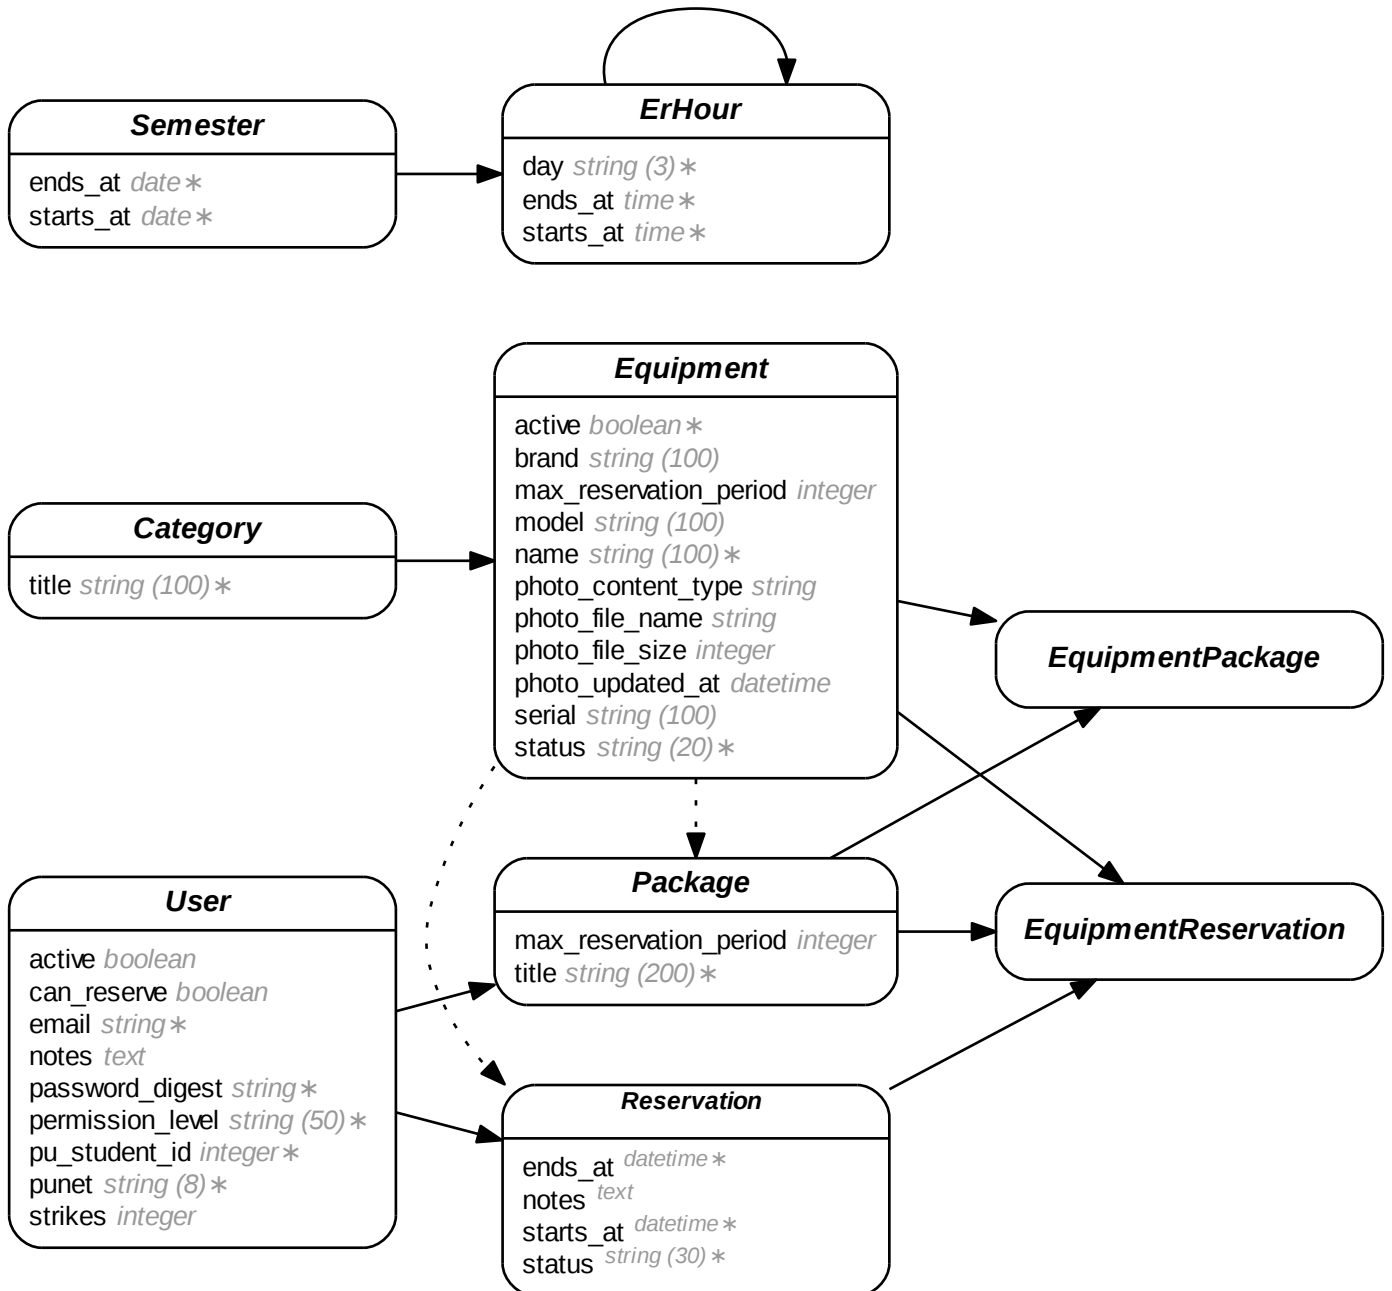 Semester
ends_at date∗
starts_at date∗
ErHour
day string (3)∗
ends_at time∗
starts_at time∗
Equipment
active boolean∗
brand string (100)
max_reservation_period integer
model string (100)
name string (100)∗
photo_content_type string
photo_file_name string
photo_file_size integer
photo_updated_at datetime
serial string (100)
status string (20)∗
Category
title string (100)∗
EquipmentPackage
Package
max_reservation_period integer
title string (200)∗
EquipmentReservation
User
active boolean
can_reserve boolean
email string∗
notes text
password_digest string∗
permission_level string (50)∗
pu_student_id integer∗
punet string (8)∗
strikes integer
Reservation
ends_at datetime∗
notes text
starts_at datetime∗
status string (30)∗